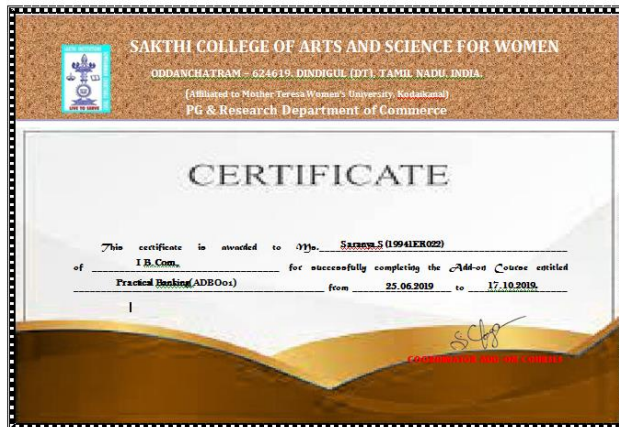 SAKTHI COLLEGE OF ARTS AND SCIENCE FOR WOMEN
ODDANCHATRAM – 624619. DINDIGUL (DT). TAMIL NADU. INDIA.
(Affiliated to Mother Teresa Women's University, Kodaikanal)
PG & Research Department of Commerce
CERTIFICATE
This certificate is awarded to Ms. Saranya.S (19941ER022)
of I B.Com, for successfully completing the Add-on Course entitled
Practical Banking(ADBO01) from 25.06.2019 to 17.10.2019.
COORDINATOR ADD-ON COURSES